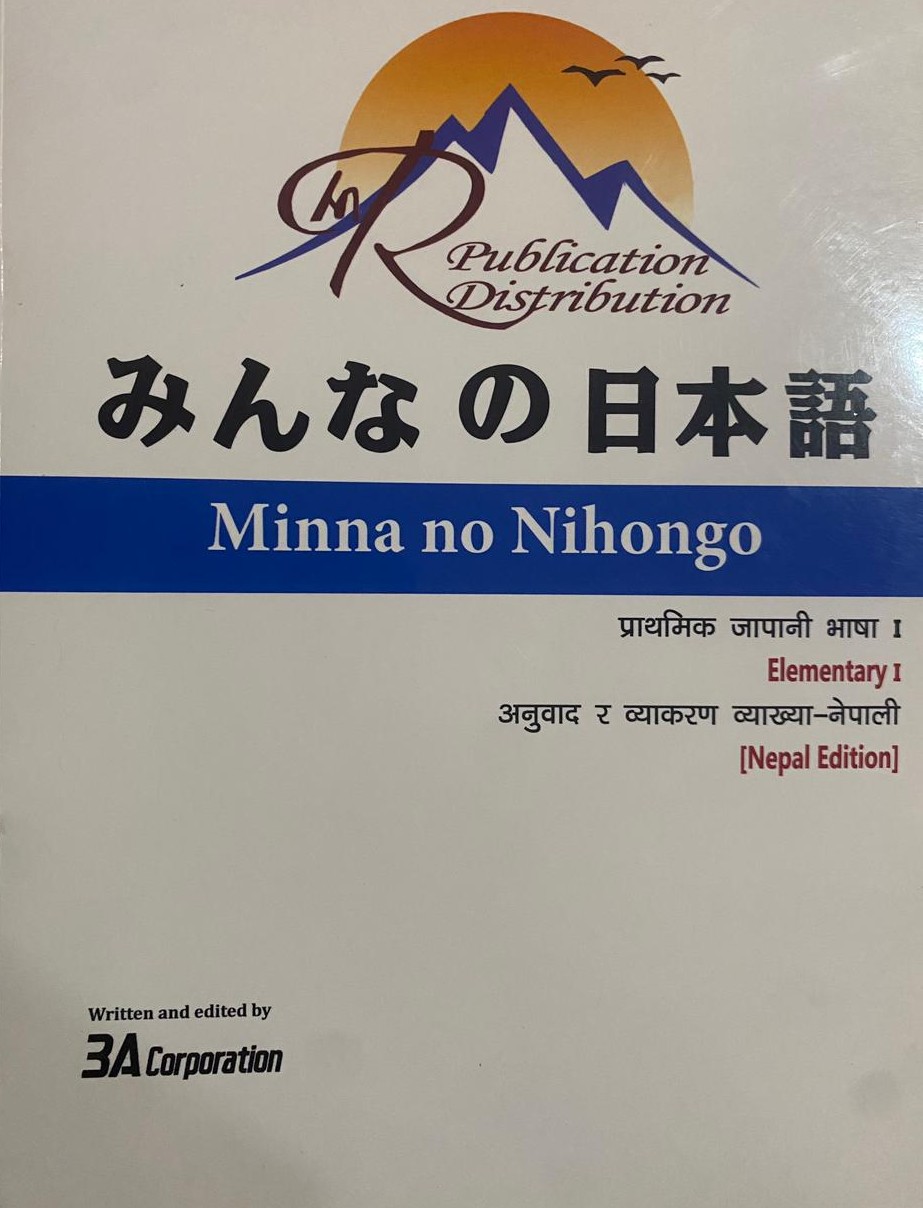 Publication
Distribution
みんなの日本語
Minna no Nihongo
प्राथमिक जापानी भाषा I
Elementary I
अनुवाद र व्याकरण व्याख्या–नेपाली
[Nepal Edition]
Written and edited by
3A Corporation